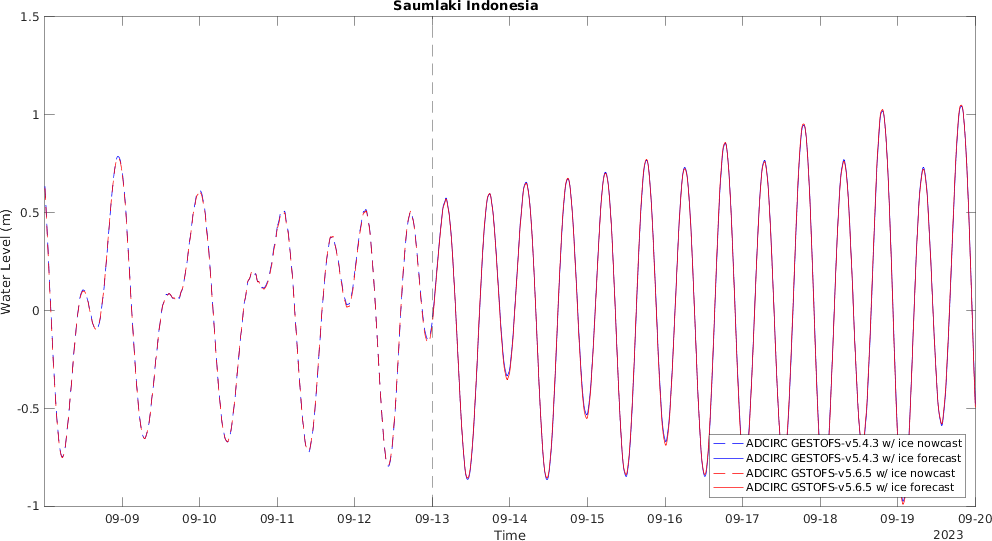 Saumlaki Indonesia
1.5
1
0.5
0
-0.5
-1
Water Level (m)
ADCIRC GESTOFS-v5.4.3 w/ ice nowcast
ADCIRC GESTOFS-v5.4.3 w/ ice forecast
ADCIRC GSTOFS-v5.6.5 w/ ice nowcast
ADCIRC GSTOFS-v5.6.5 w/ ice forecast
09-09 09-10 09-11 09-12 09-13 09-14 09-15 09-16 09-17 09-18 09-19 09-20
Time
2023